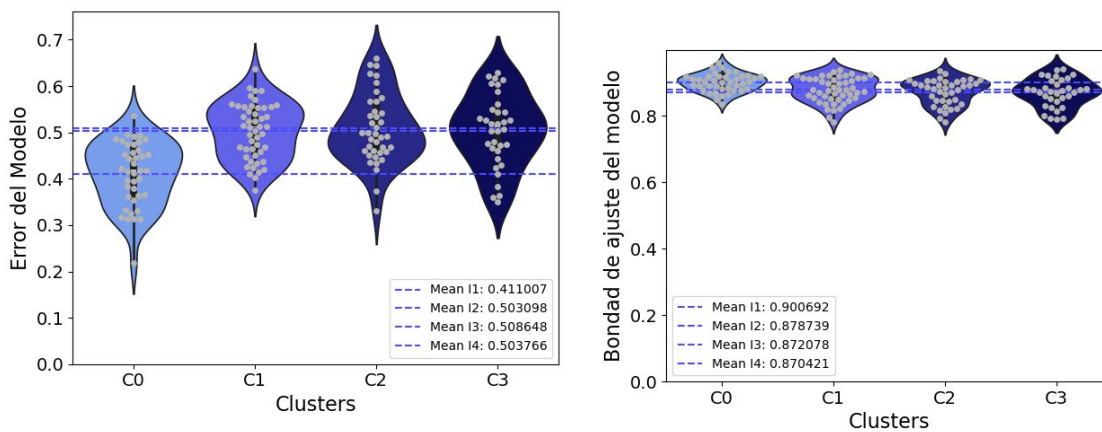 Error del Modelo
0.7
0.6
0.5
0.4
0.3
0.2
0.1
0.0
Mean I1: 0.411007
Mean I2: 0.503098
Mean I3: 0.508648
Mean I4: 0.503766
C0 C1 C2 C3
Clusters
Bondad de ajuste del modelo
0.8
0.6
0.4
0.2
0.0
Mean I1: 0.900692
Mean I2: 0.878739
Mean I3: 0.872078
Mean I4: 0.870421
C0 C1 C2 C3
Clusters